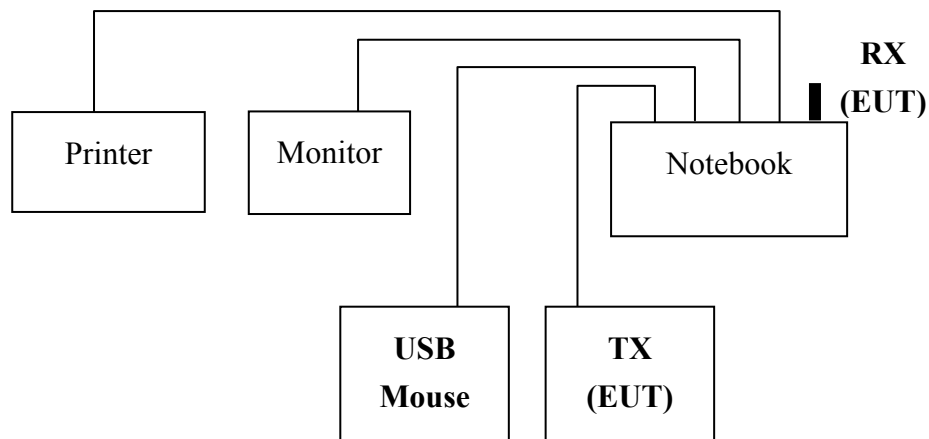 RX
(EUT)
Printer
Monitor
Notebook
USB
Mouse
TX
(EUT)